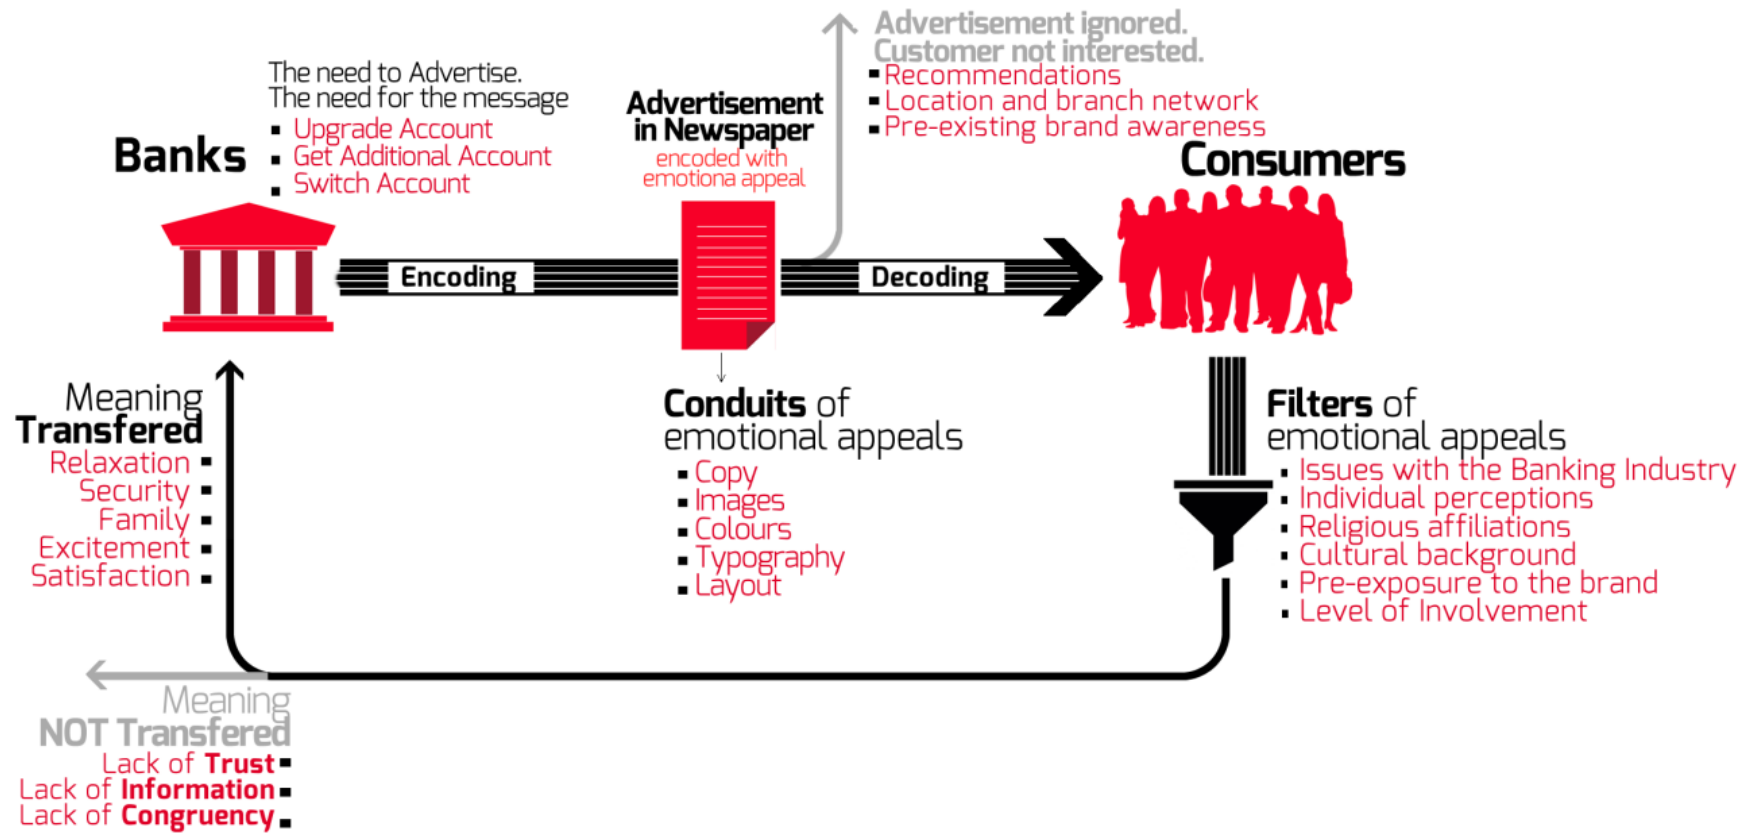 Advertisement ignored.
Customer not interested.
Recommendations
Location and branch network
Pre-existing brand awareness
The need to Advertise.
The need for the message
Upgrade Account
Get Additional Account
Switch Account
Banks
Advertisement
in Newspaper
encoded with
emotiona appeal
Consumers
Encoding
Decoding
Meaning
Transfered
Relaxation
Security
Family
Excitement
Satisfaction
Conduits of
emotional appeals
Copy
Images
Colours
Typography
Layout
Filters of
emotional appeals
Issues with the Banking Industry
Individual perceptions
Religious affiliations
Cultural background
Pre-exposure to the brand
Level of Involvement
Meaning
NOT Transfered
Lack of Trust
Lack of Information
Lack of Congruency